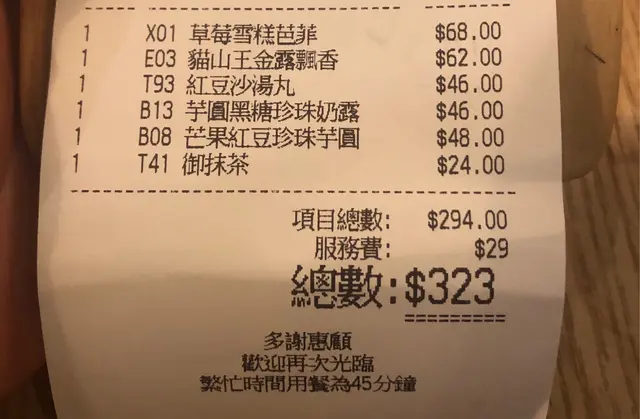 1 X01 草莓雪糕芭菲 $68.00
1 E03 貓山王金露飄香 $62.00
1 T93 紅豆沙湯丸 $46.00
1 B13 芋圓黑糖珍珠奶露 $46.00
1 B08 芒果紅豆珍珠芋圓 $48.00
1 T41 御抹茶 $24.00
項目總數: $294.00
服務費: $29
總數:$323
多謝惠顧
歡迎再次光臨
繁忙時間用餐為45分鐘